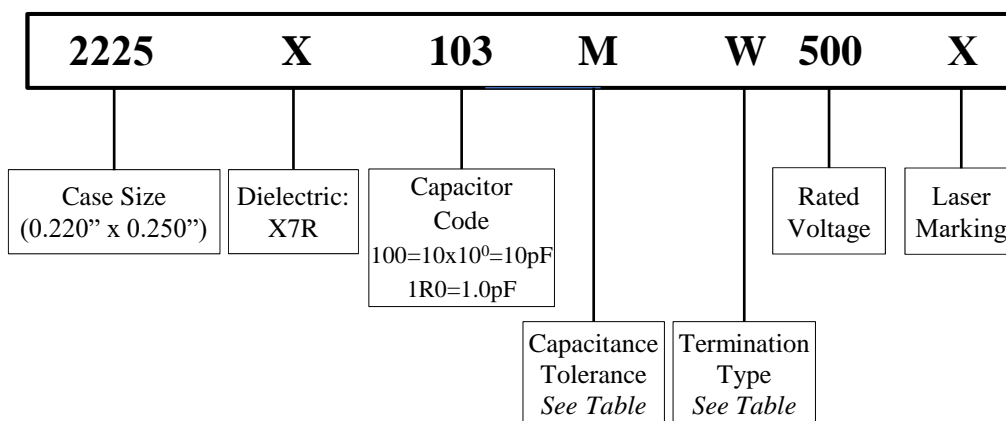 2225 X 103 M W 500 X
Case Size
(0.220” x 0.250”)
Dielectric:
X7R
Capacitor
Code
100=10x10⁰=10pF
1R0=1.0pF
Rated
Voltage
Laser
Marking
Capacitance
Tolerance
See Table
Termination
Type
See Table